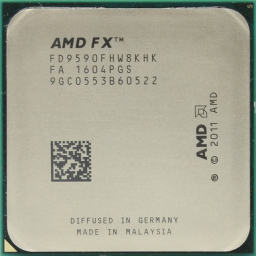 AMD FX™
FD9590FHW8KHK
FA 1604PGS
9GC0553B60522
AMD
® © 2011 AMD
DIFFUSED IN GERMANY
MADE IN MALAYSIA